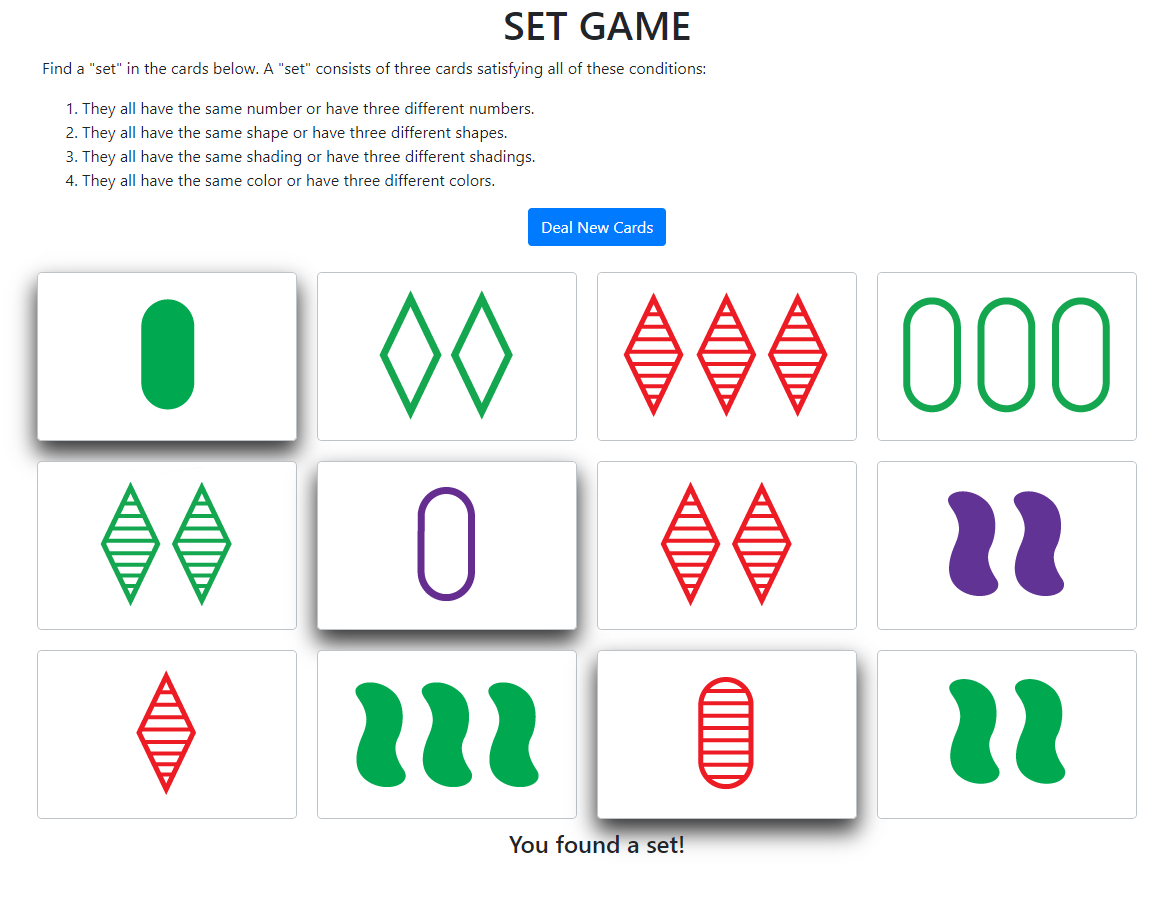 SET GAME
Find a "set" in the cards below. A "set" consists of three cards satisfying all of these conditions:
1. They all have the same number or have three different numbers.
2. They all have the same shape or have three different shapes.
3. They all have the same shading or have three different shadings.
4. They all have the same color or have three different colors.
Deal New Cards
You found a set!